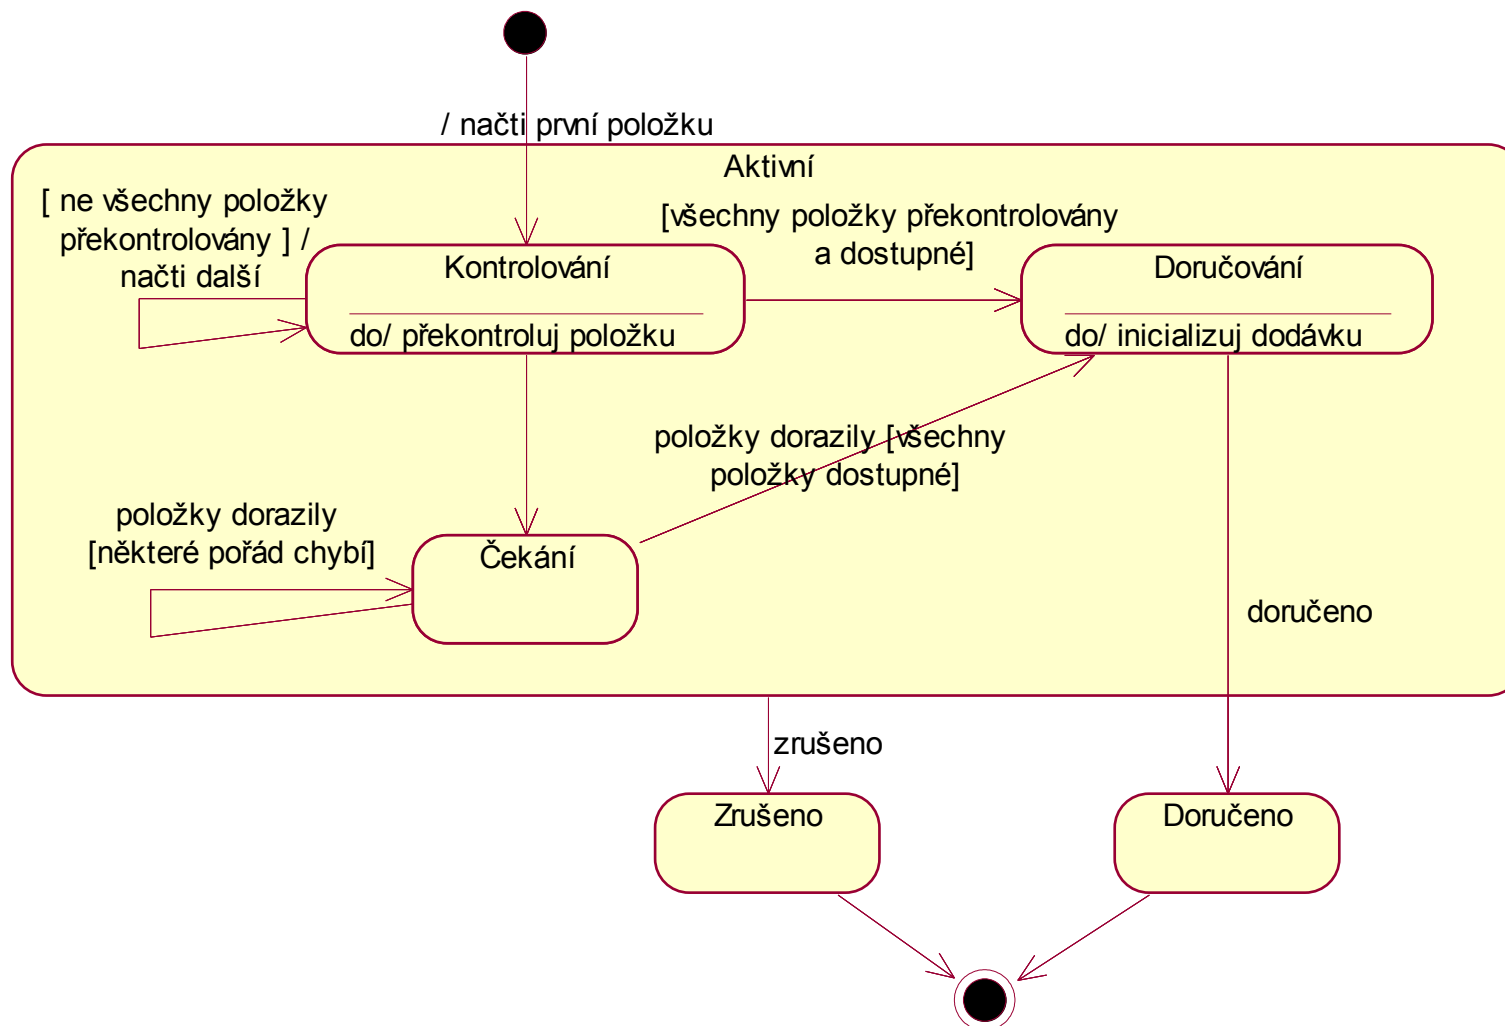 / načti první položku
Aktivní
[ ne všechny položky
překontrolovány ] /
načti další
[všechny položky překontrolovány
a dostupné]
Kontrolování
do/ překontroluj položku
Doručování
do/ inicializuj dodávku
položky dorazily [všechny
položky dostupné]
položky dorazily
[některé pořád chybí]
Čekání
doručeno
zrušeno
Zrušeno
Doručeno